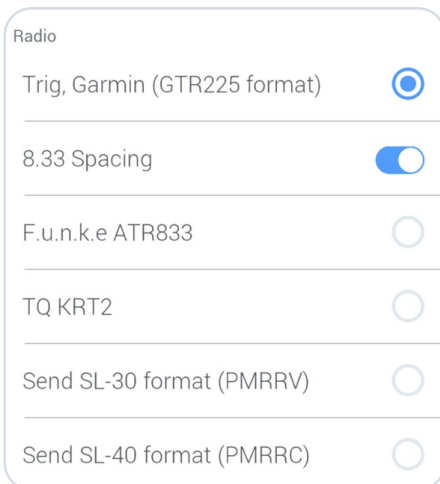 Radio
Trig, Garmin (GTR225 format)
8.33 Spacing
F.u.n.k.e ATR833
TQ KRT2
Send SL-30 format (PMRRV)
Send SL-40 format (PMRRC)